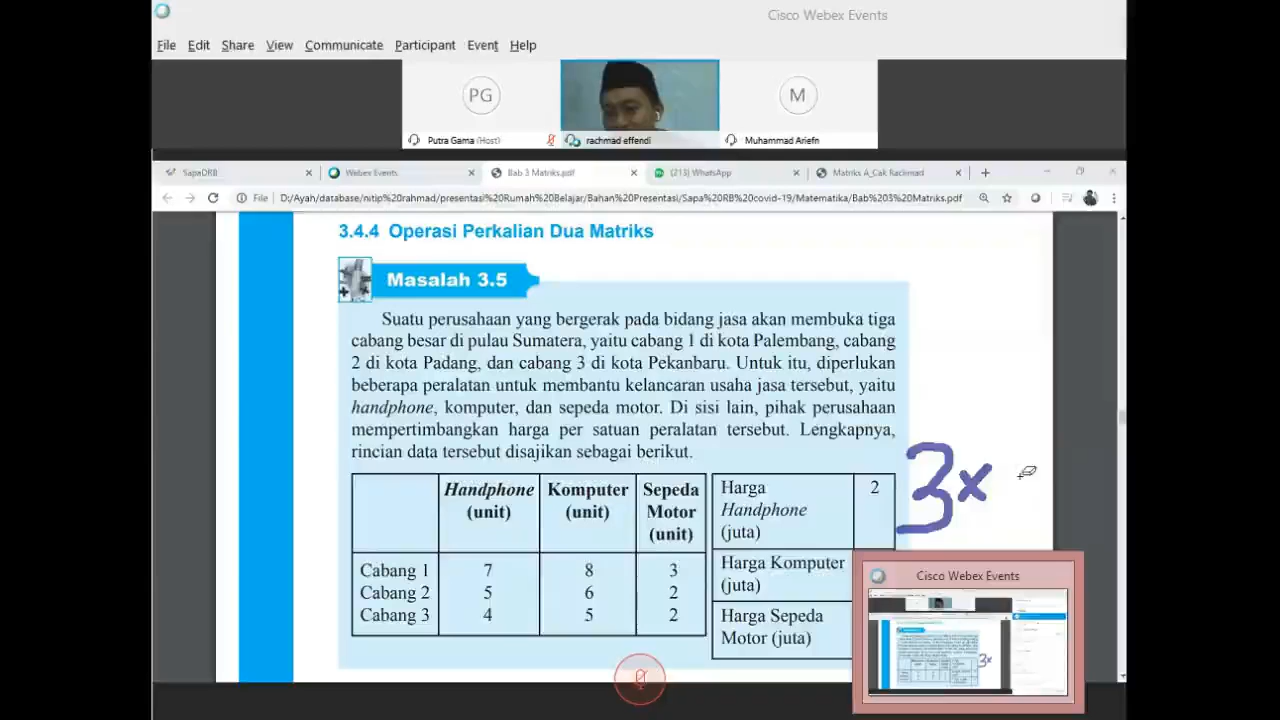 Cisco Webex Events
File Edit Share View Communicate Participant Event Help
PG
M
Putra Gama (Host)
rachmad effendi
Muhammad Ariefn
SapaDRB
Webex Events
Bab 3 Matriks.pdf
(213) WhatsApp
Matriks A_Cak Rackmad
File D:/Ayah/database/nitip%20rahmad/presentasi%20Rumah%20Belajar/Bahan%20Presentasi/Sapa%20RB%20covid-19/Matematika/Bab%203%20Matriks.pdf
3.4.4 Operasi Perkalian Dua Matriks
Masalah 3.5
Suatu perusahaan yang bergerak pada bidang jasa akan membuka tiga
cabang besar di pulau Sumatera, yaitu cabang 1 di kota Palembang, cabang
2 di kota Padang, dan cabang 3 di kota Pekanbaru. Untuk itu, diperlukan
beberapa peralatan untuk membantu kelancaran usaha jasa tersebut, yaitu
handphone, komputer, dan sepeda motor. Di sisi lain, pihak perusahaan
mempertimbangkan harga per satuan peralatan tersebut. Lengkapnya,
rincian data tersebut disajikan sebagai berikut.
Handphone (unit) Komputer (unit) Sepeda Motor (unit)
Cabang 1 7 8 3
Cabang 2 5 6 2
Cabang 3 4 5 2
Harga Handphone (juta) 2
Harga Komputer (juta)
Harga Sepeda Motor (juta)
3x
Cisco Webex Events
3x